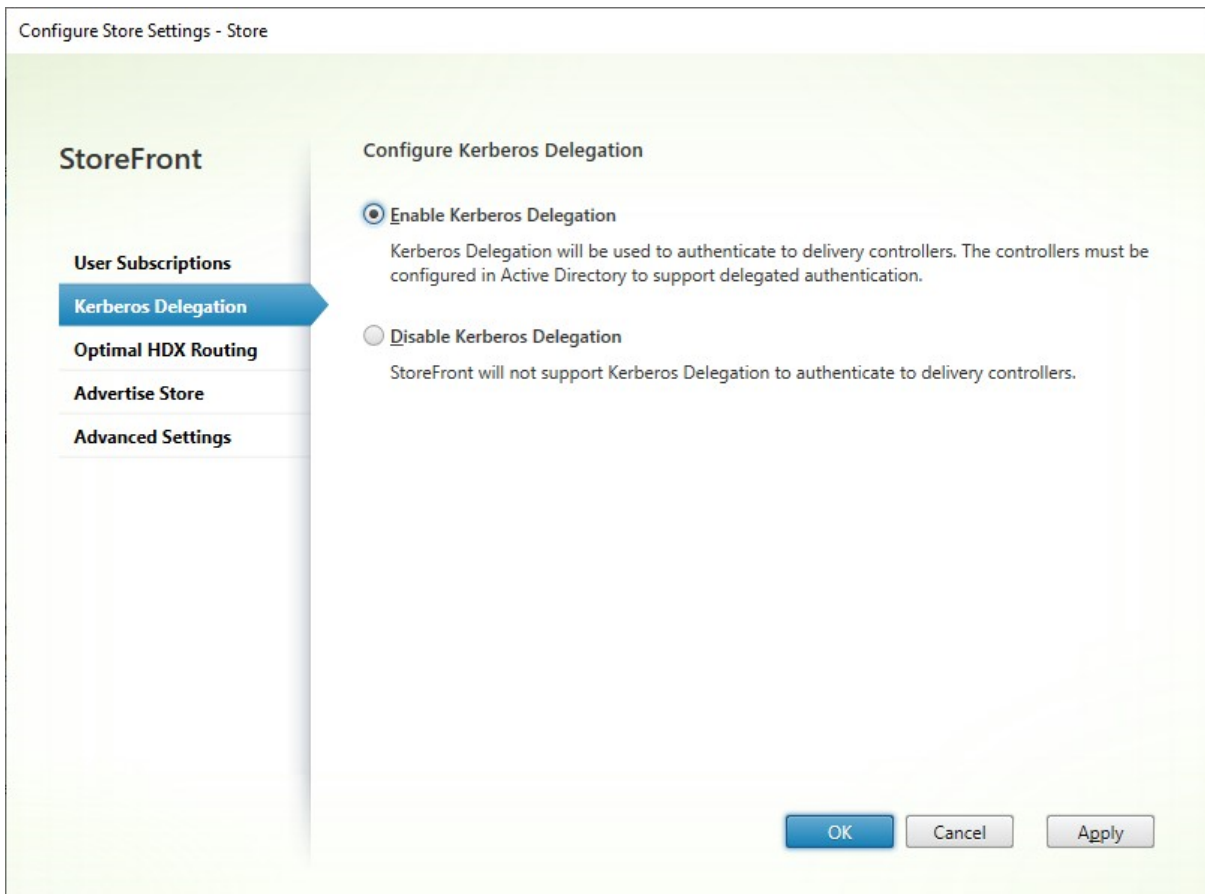 Configure Store Settings - Store
StoreFront
User Subscriptions
Kerberos Delegation
Optimal HDX Routing
Advertise Store
Advanced Settings
Configure Kerberos Delegation
Enable Kerberos Delegation
Kerberos Delegation will be used to authenticate to delivery controllers. The controllers must be
configured in Active Directory to support delegated authentication.
Disable Kerberos Delegation
StoreFront will not support Kerberos Delegation to authenticate to delivery controllers.
OK
Cancel
Apply